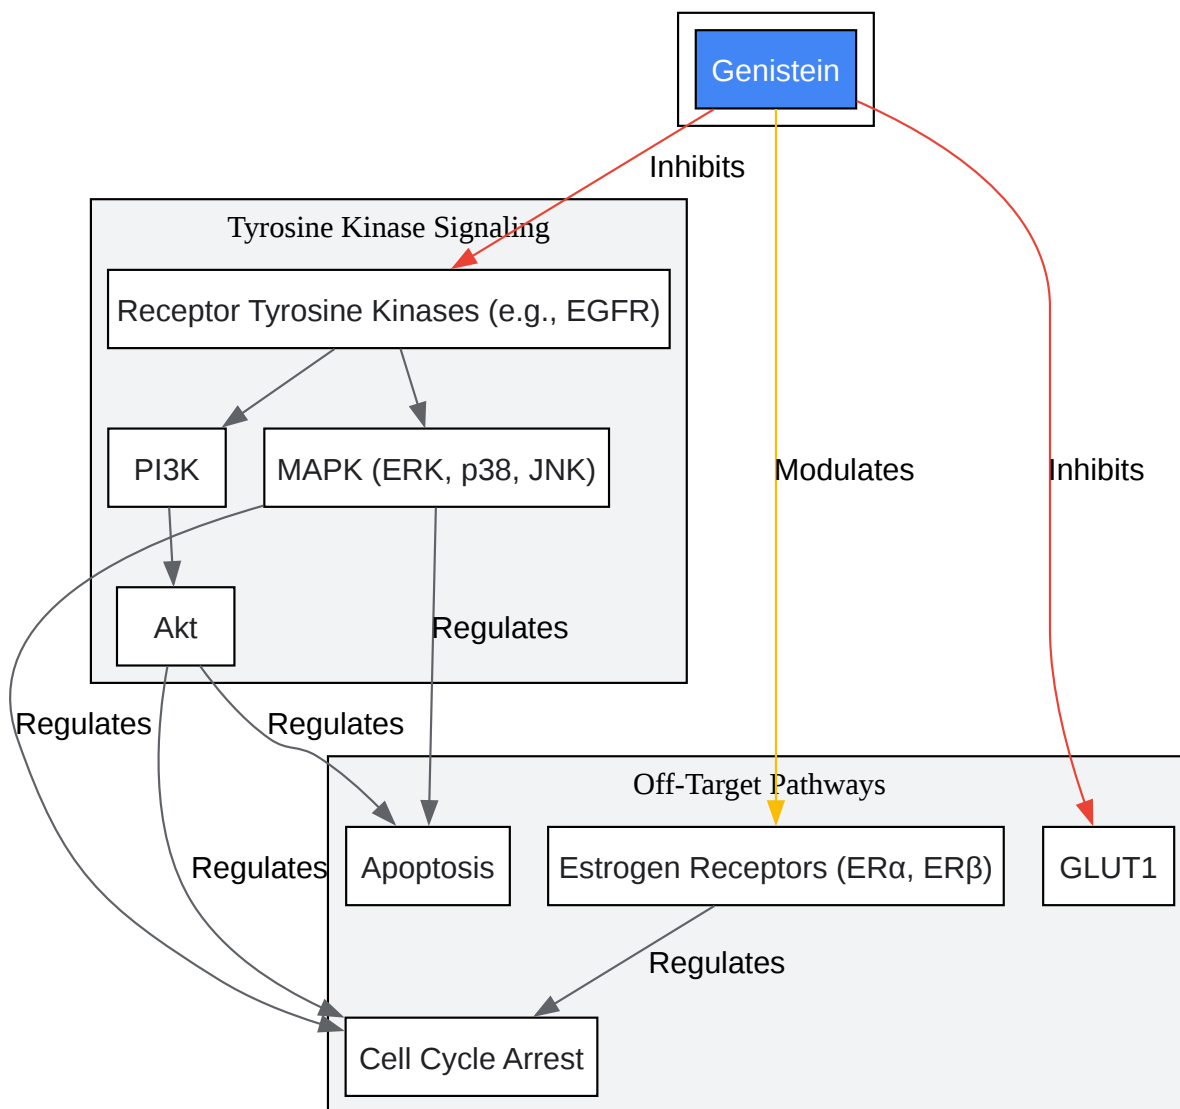 Genistein
Inhibits
Tyrosine Kinase Signaling
Receptor Tyrosine Kinases (e.g., EGFR)
PI3K
MAPK (ERK, p38, JNK)
Modulates
Inhibits
Akt
Regulates
Regulates
Regulates
Off-Target Pathways
Regulates
Apoptosis
Estrogen Receptors (ERα, ERβ)
GLUT1
Regulates
Cell Cycle Arrest